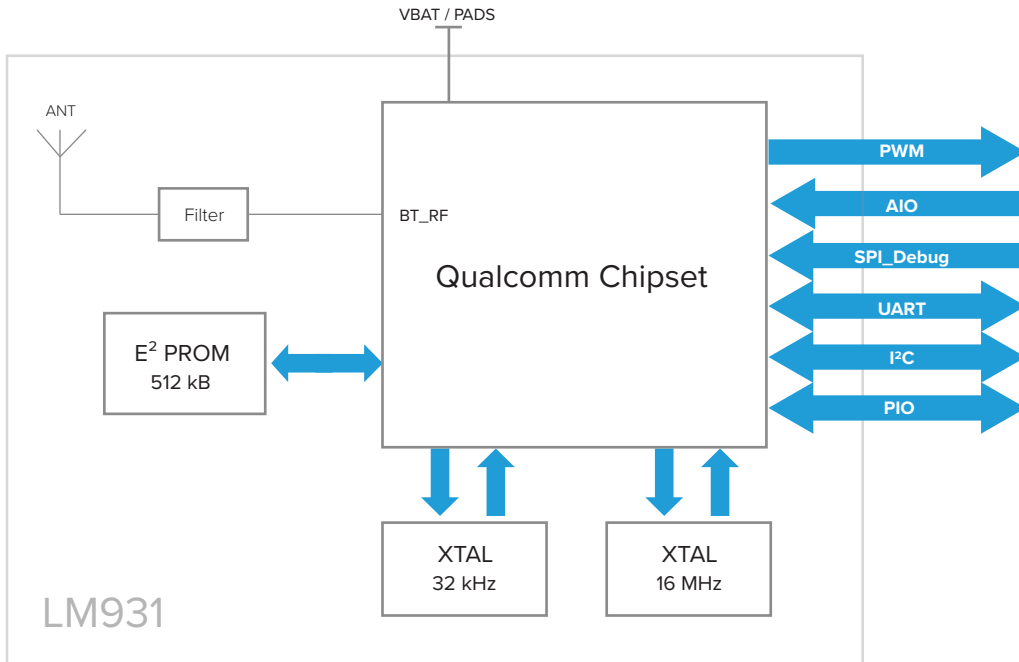 VBAT / PADS
ANT
Filter
BT_RF
Qualcomm Chipset
PWM
AIO
SPI_Debug
UART
I²C
PIO
E² PROM
512 kB
XTAL
32 kHz
XTAL
16 MHz
LM931